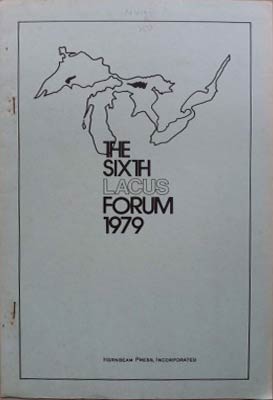 THE
SIXTH
LACUS
FORUM
1979
HORNBEAM PRESS, INCORPORATED